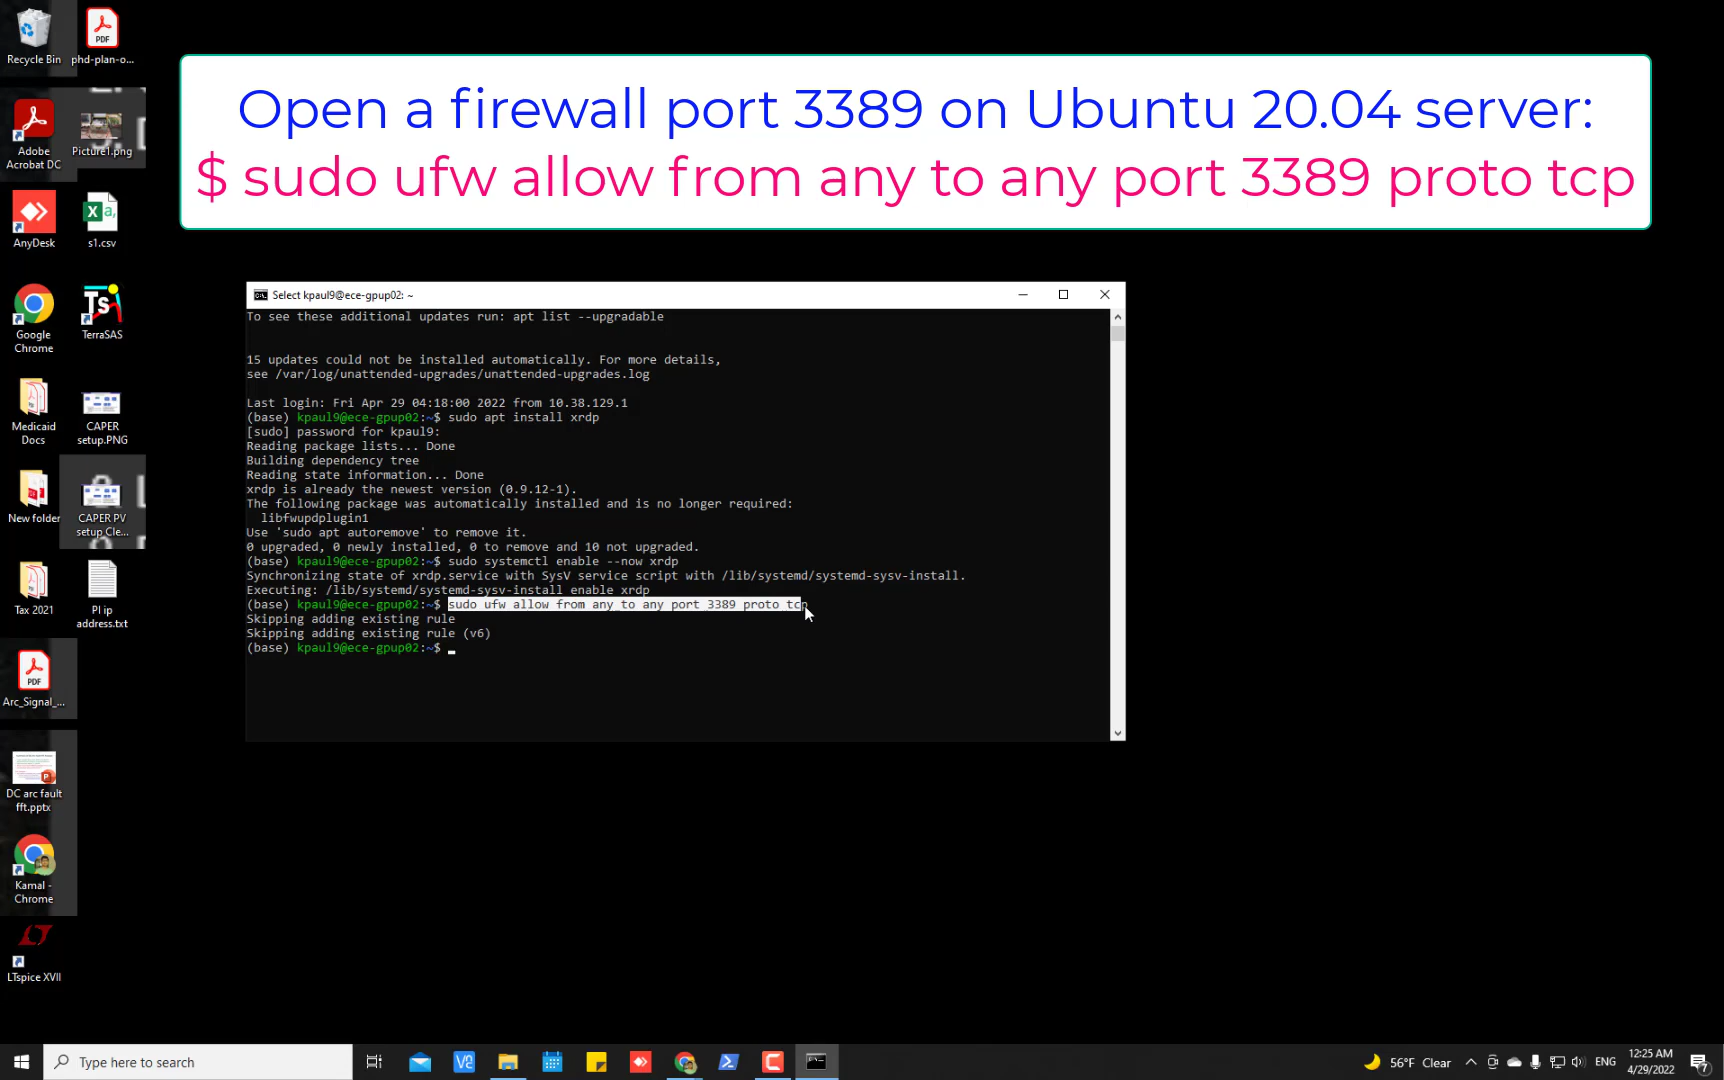 Open a firewall port 3389 on Ubuntu 20.04 server:
$ sudo ufw allow from any to any port 3389 proto tcp
Recycle Bin
phd-plan-o...
Adobe
Acrobat DC
Picture1.png
AnyDesk
s1.csv
Google
Chrome
TerraSAS
Medicaid
Docs
CAPER
setup.PNG
New folder
CAPER PV
setup Cle...
Tax 2021
PI ip
address.txt
Arc_Signal_...
DC arc fault
fft.pptx
Kamal -
Chrome
LTspice XVII
Select kpaul9@ece-gpup02: ~
To see these additional updates run: apt list --upgradable
15 updates could not be installed automatically. For more details,
see /var/log/unattended-upgrades/unattended-upgrades.log
Last login: Fri Apr 29 04:18:00 2022 from 10.38.129.1
(base) kpaul9@ece-gpup02:~$ sudo apt install xrdp
[sudo] password for kpaul9:
Reading package lists... Done
Building dependency tree
Reading state information... Done
xrdp is already the newest version (0.9.12-1).
The following package was automatically installed and is no longer required:
libfwupdplugin1
Use 'sudo apt autoremove' to remove it.
0 upgraded, 0 newly installed, 0 to remove and 10 not upgraded.
(base) kpaul9@ece-gpup02:~$ sudo systemctl enable --now xrdp
Synchronizing state of xrdp.service with SysV service script with /lib/systemd/systemd-sysv-install.
Executing: /lib/systemd/systemd-sysv-install enable xrdp
(base) kpaul9@ece-gpup02:~$ sudo ufw allow from any to any port 3389 proto tcp
Skipping adding existing rule
Skipping adding existing rule (v6)
(base) kpaul9@ece-gpup02:~$
Type here to search
56°F Clear
ENG
12:25 AM
4/29/2022
7